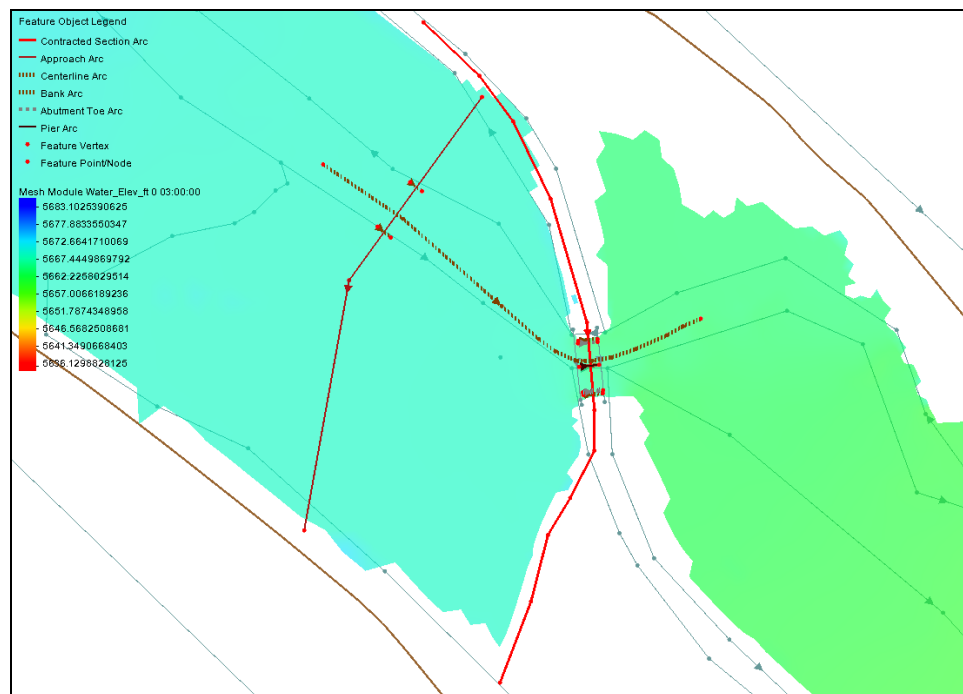 Feature Object Legend
Contracted Section Arc
Approach Arc
Centerline Arc
Bank Arc
Abutment Toe Arc
Pier Arc
Feature Vertex
Feature Point/Node
Mesh Module Water_Elev_ft 0 03:00:00
5683.1025390625
5677.8833550347
5672.6641710069
5667.4449869792
5662.2258029514
5657.0066189236
5651.7874348958
5646.5682508681
5641.3490668403
5636.1298828125